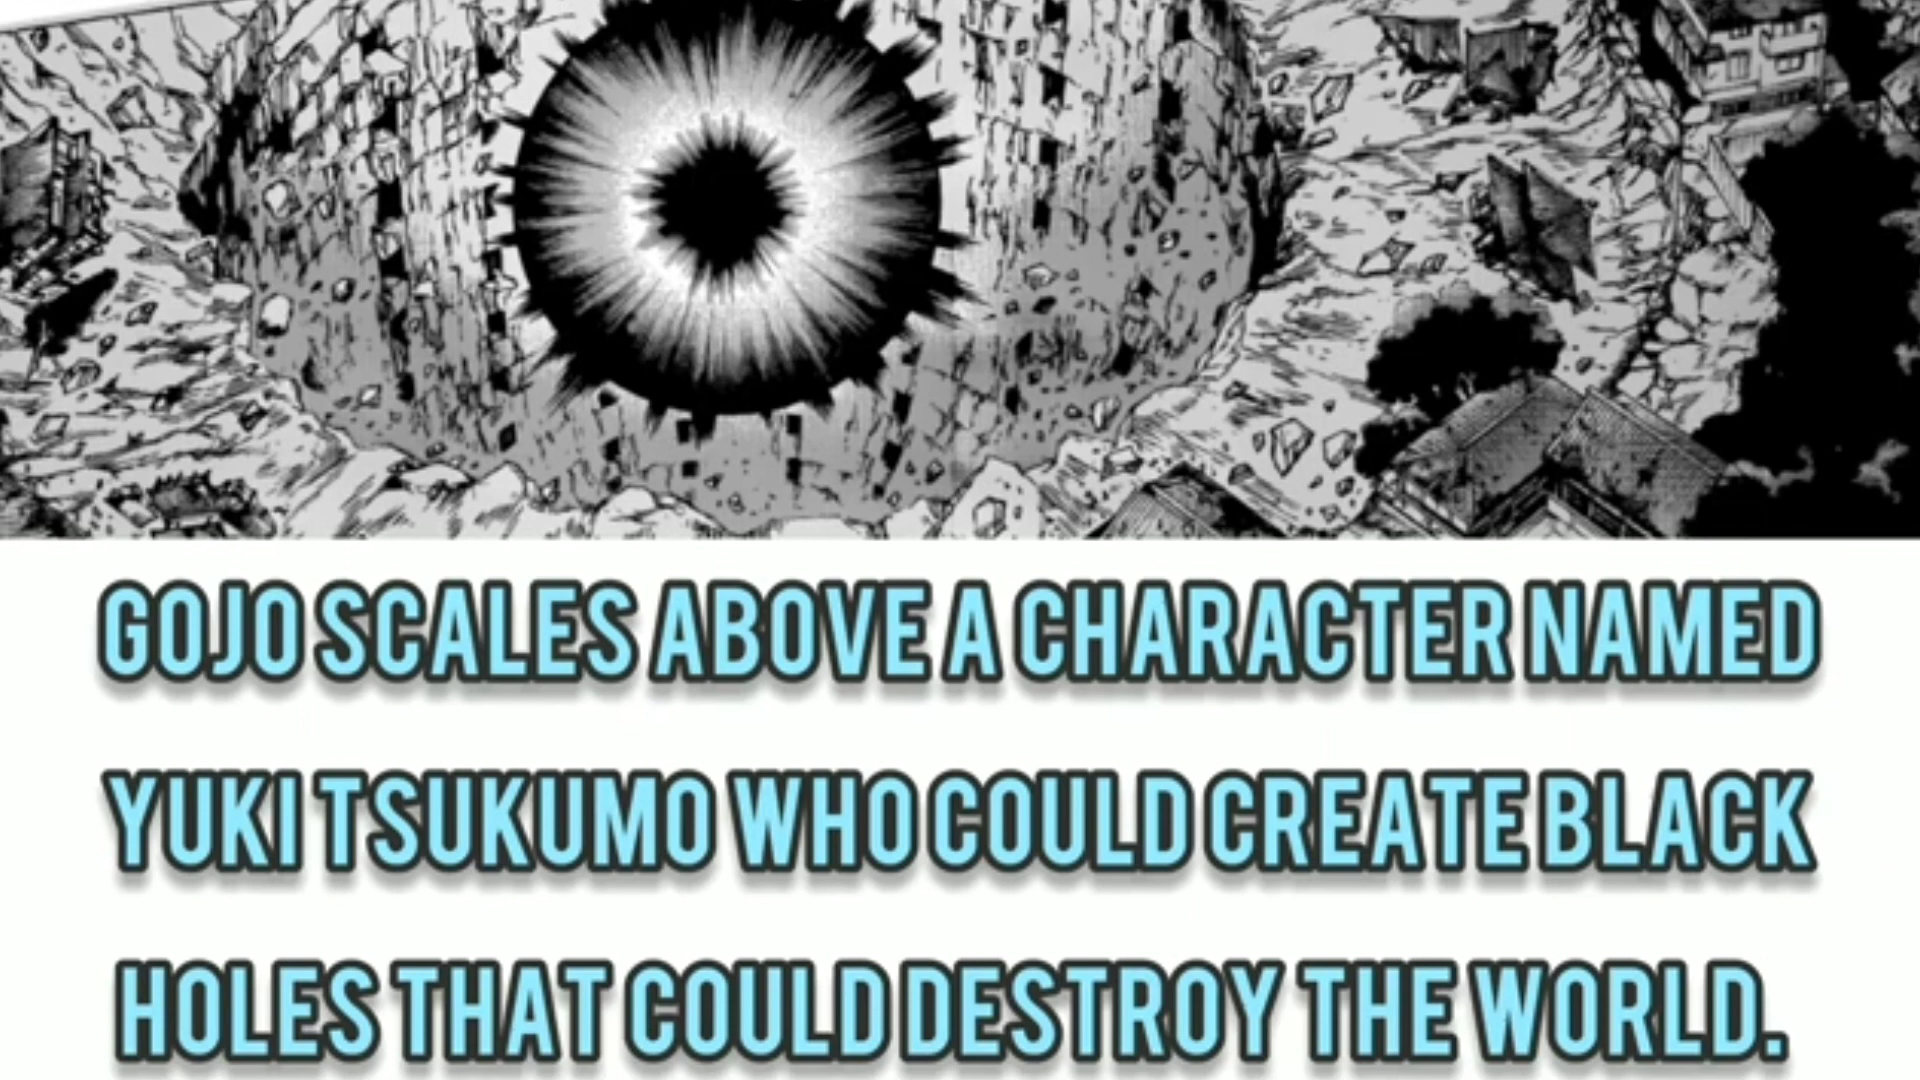 GOJO SCALES ABOVE A CHARACTER NAMED
YUKI TSUKUMO WHO COULD CREATE BLACK
HOLES THAT COULD DESTROY THE WORLD.